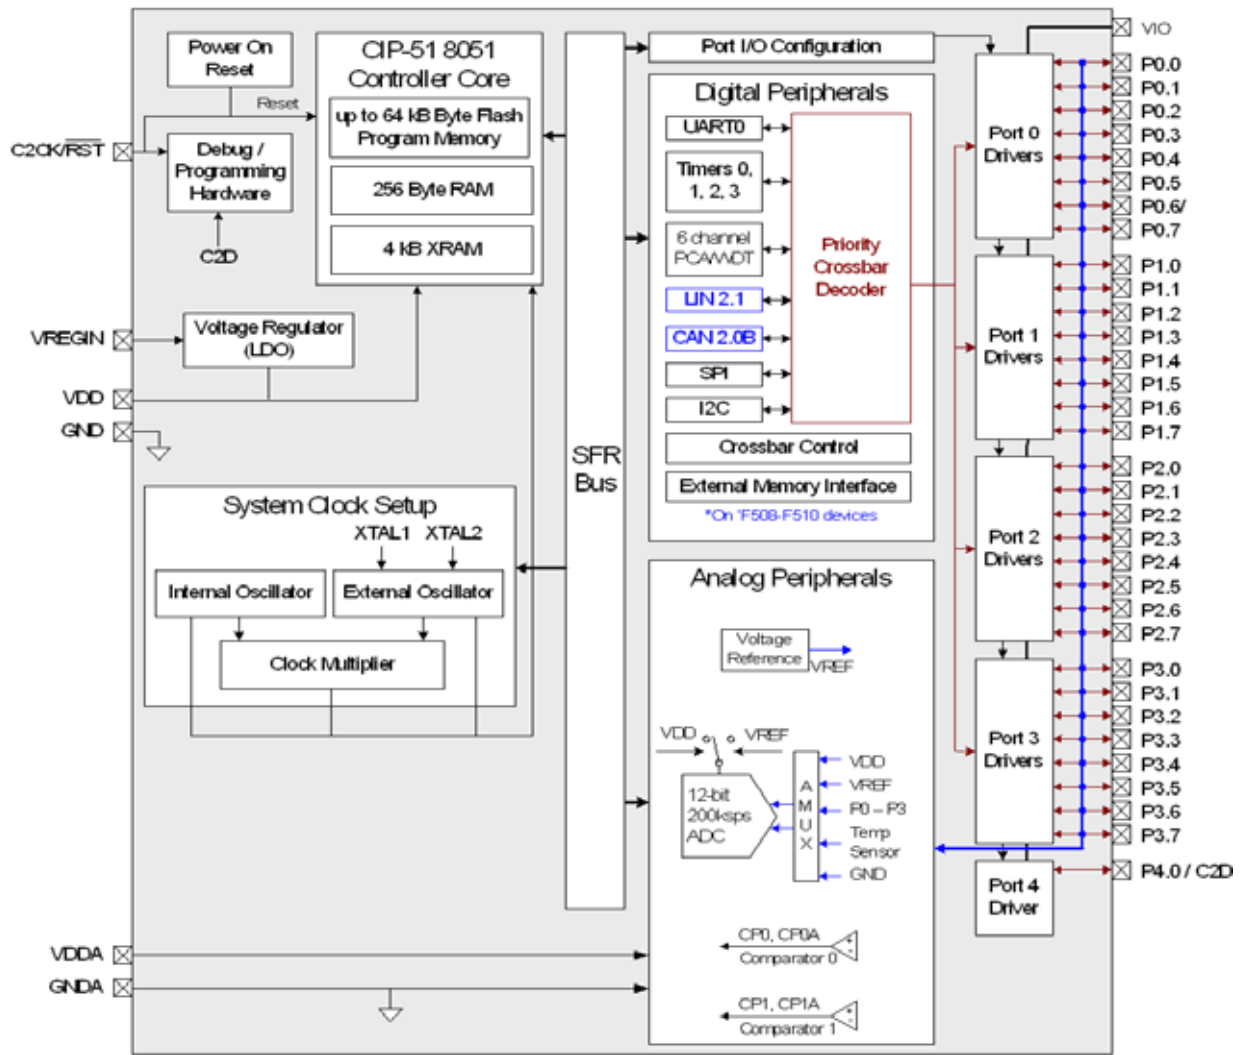 Power On
Reset
Reset
C2CK/RST
Debug /
Programming
Hardware
C2D
CIP-51 8051
Controller Core
up to 64 kB Byte Flash
Program Memory
256 Byte RAM
4 kB XRAM
VREGIN
Voltage Regulator
(LDO)
VDD
GND
System Clock Setup
XTAL1 XTAL2
Internal Oscillator
External Oscillator
Clock Multiplier
VDDA
GNDA
SFR
Bus
Port I/O Configuration
Digital Peripherals
UART0
Timers 0,
1, 2, 3
6 channel
PCA/WDT
LIN 2.1
CAN 2.0B
SPI
I2C
Priority
Crossbar
Decoder
Crossbar Control
External Memory Interface
*On 'F508-F510 devices
Analog Peripherals
Voltage
Reference
VREF
VDD
VREF
12-bit
200ksps
ADC
A
M
U
X
VDD
VREF
P0 – P3
Temp
Sensor
GND
CP0, CP0A
Comparator 0
+
-
CP1, CP1A
Comparator 1
+
-
Port 0
Drivers
Port 1
Drivers
Port 2
Drivers
Port 3
Drivers
Port 4
Driver
VIO
P0.0
P0.1
P0.2
P0.3
P0.4
P0.5
P0.6/
P0.7
P1.0
P1.1
P1.2
P1.3
P1.4
P1.5
P1.6
P1.7
P2.0
P2.1
P2.2
P2.3
P2.4
P2.5
P2.6
P2.7
P3.0
P3.1
P3.2
P3.3
P3.4
P3.5
P3.6
P3.7
P4.0 / C2D